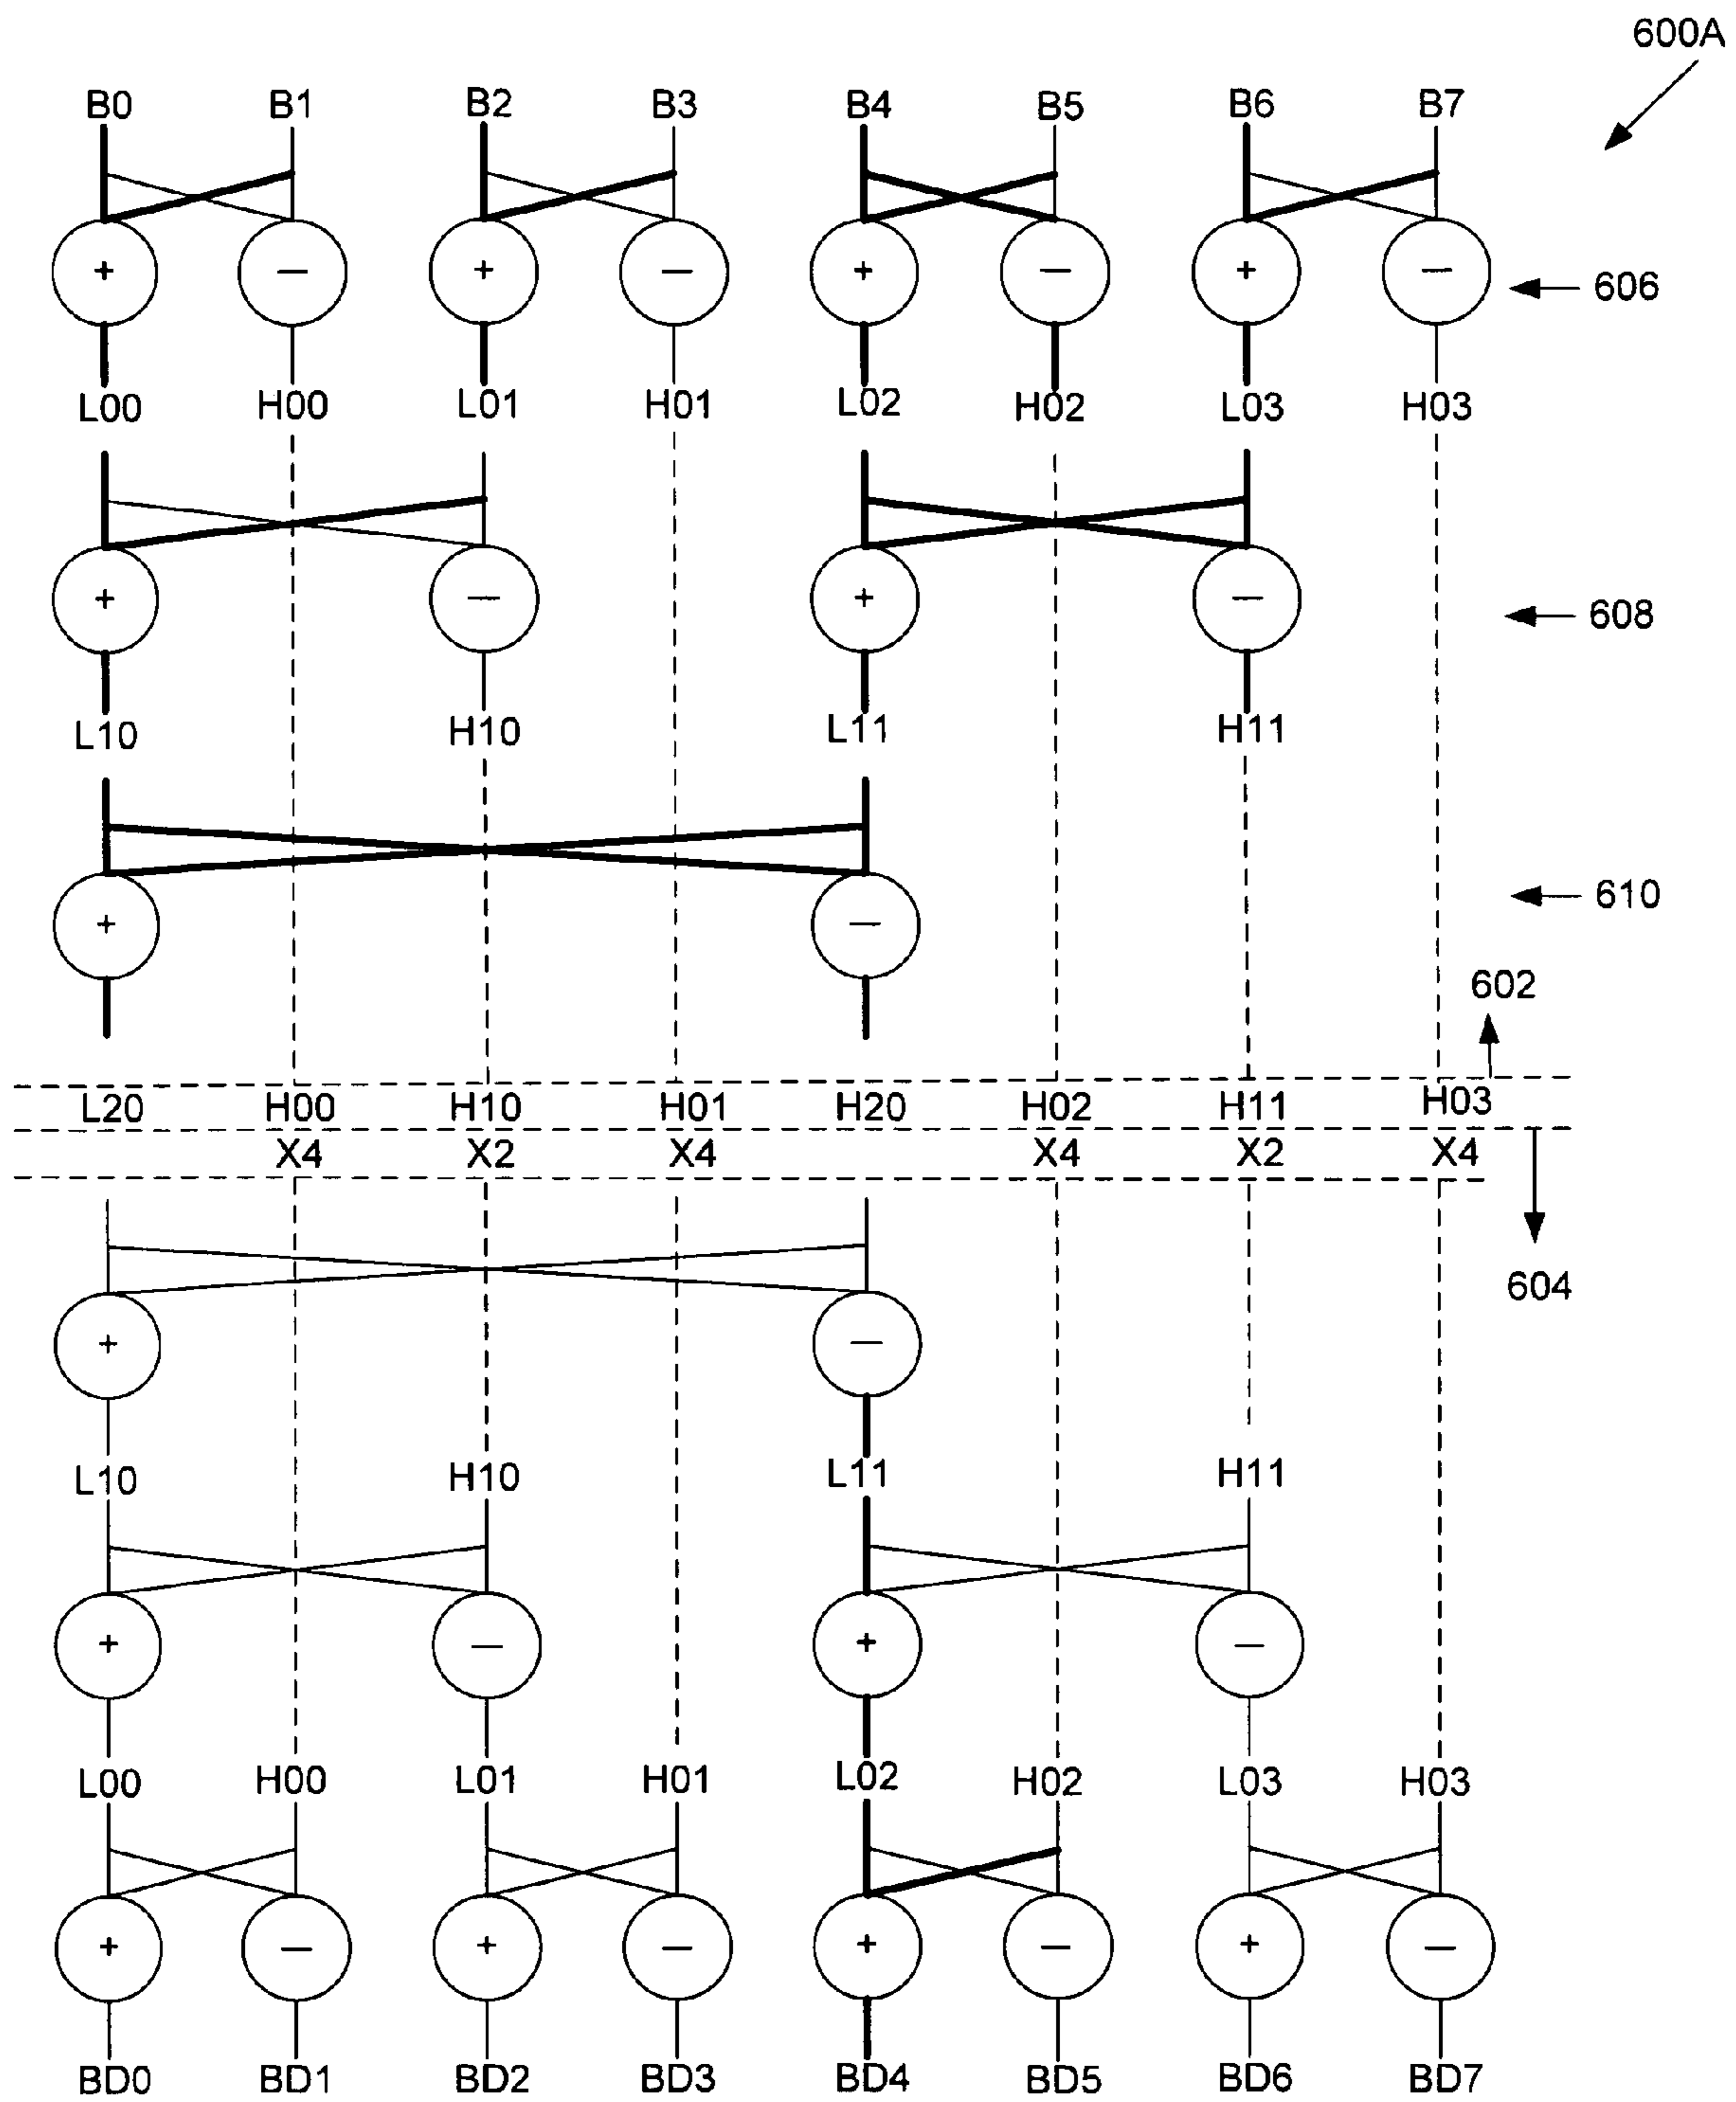 600A
B0 B1 B2 B3 B4 B5 B6 B7
+ − + − + − + −
606
L00 H00 L01 H01 L02 H02 L03 H03
+ − + −
608
L10 H10 L11 H11
+ −
610
602
L20 H00 H10 H01 H20 H02 H11 H03
X4 X2 X4 X4 X2 X4
604
+ −
L10 H10 L11 H11
+ − + −
L00 H00 L01 H01 L02 H02 L03 H03
+ − + − + − + −
BD0 BD1 BD2 BD3 BD4 BD5 BD6 BD7